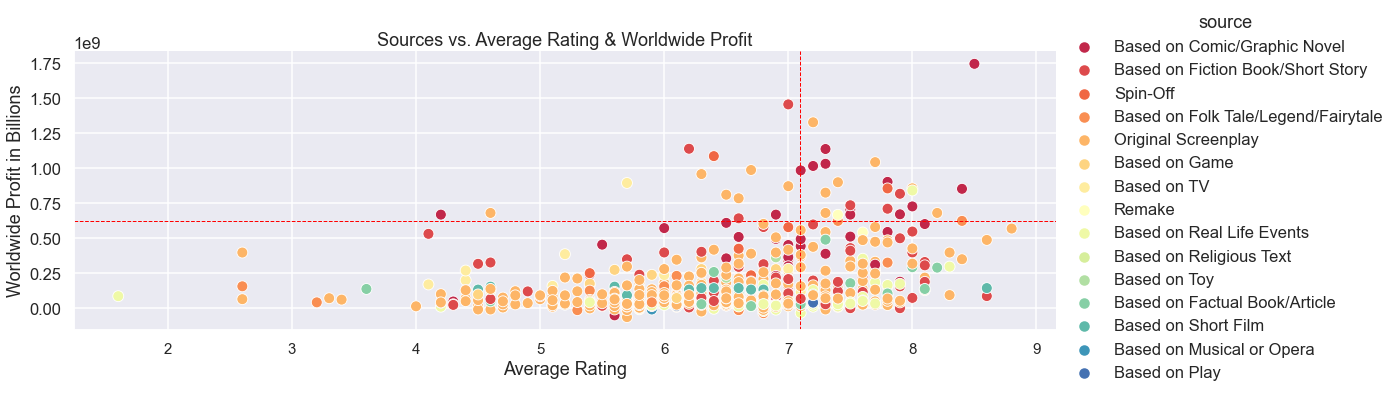 source
Sources vs. Average Rating & Worldwide Profit
1e9
Worldwide Profit in Billions
1.75
1.50
1.25
1.00
0.75
0.50
0.25
0.00
2 3 4 5 6 7 8 9
Average Rating
Based on Comic/Graphic Novel
Based on Fiction Book/Short Story
Spin-Off
Based on Folk Tale/Legend/Fairytale
Original Screenplay
Based on Game
Based on TV
Remake
Based on Real Life Events
Based on Religious Text
Based on Toy
Based on Factual Book/Article
Based on Short Film
Based on Musical or Opera
Based on Play